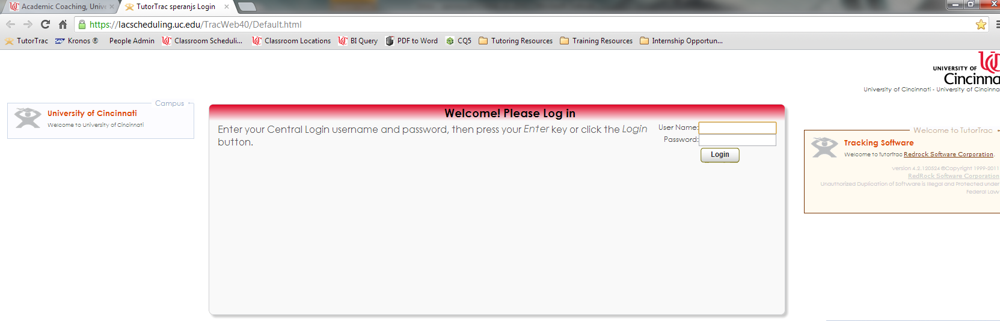 Academic Coaching, Unive
TutorTrac speranjs Login
https://lacscheduling.uc.edu/TracWeb40/Default.html
TutorTrac Kronos ® People Admin Classroom Scheduli... Classroom Locations BI Query PDF to Word CQ5 Tutoring Resources Training Resources Internship Opportun...
UNIVERSITY OF
Cincinna
University of Cincinnati - University of Cincinna
Campus
University of Cincinnati
Welcome to University of Cincinnati
Welcome! Please Log in
Enter your Central Login username and password, then press your Enter key or click the Login
button.
User Name:
Password:
Login
Welcome to TutorTrac
Tracking Software
Welcome to TutorTrac Redrock Software Corporation.
version 4.2.120524 ©Copyright 1999-2011
RedRock Software Corporation
Unauthorized Duplication of Software is Illegal and Protected under
Federal Law